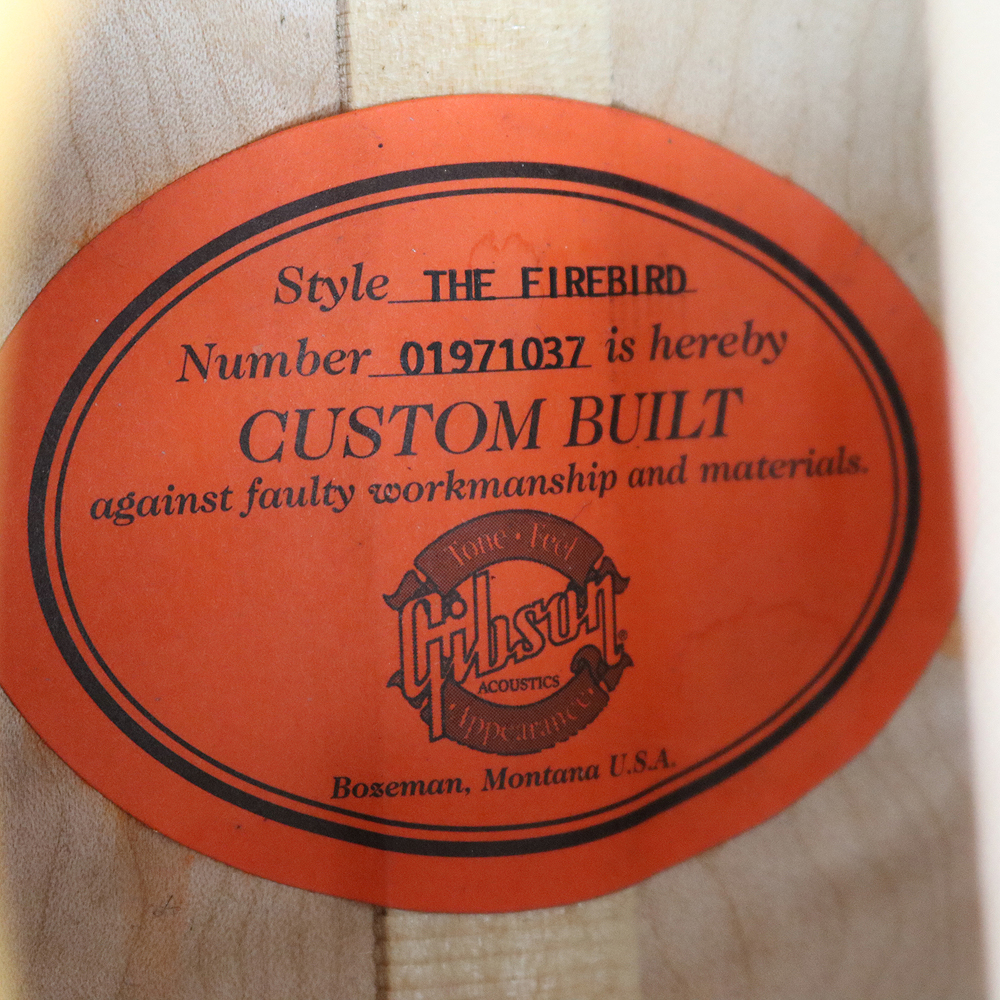 Style THE FIREBIRD
Number 01971037 is hereby
CUSTOM BUILT
against faulty workmanship and materials.
Tone · Feel
Gibson®
ACOUSTICS
· Appearance ·
Bozeman, Montana U.S.A.